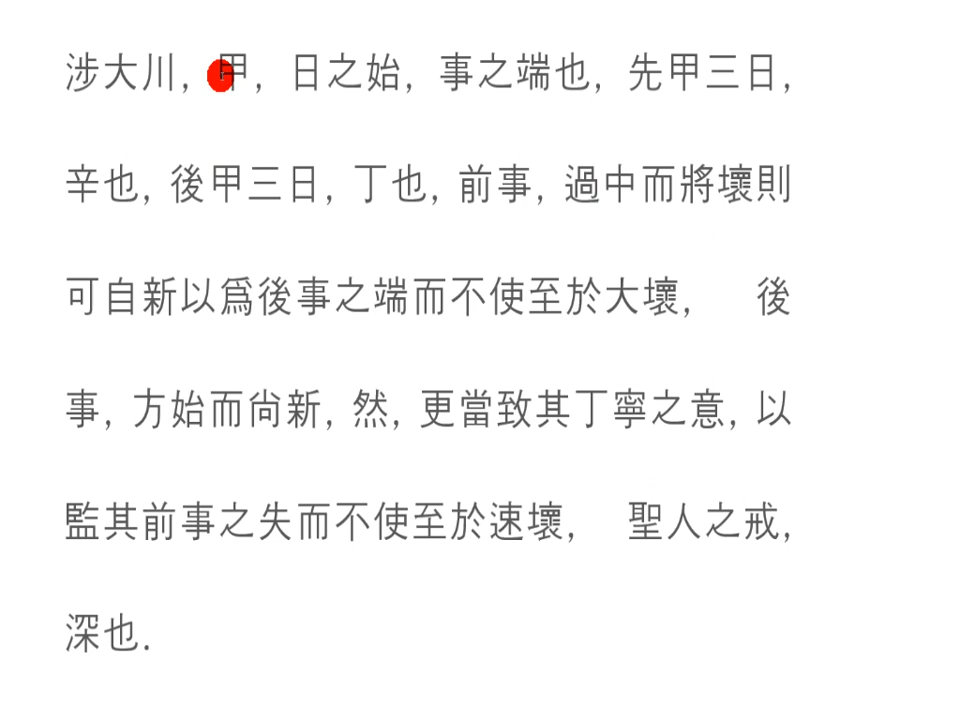 涉大川, 甲, 日之始, 事之端也, 先甲三日,
辛也, 後甲三日, 丁也, 前事, 過中而將壞則
可自新以爲後事之端而不使至於大壞, 後
事, 方始而尙新, 然, 更當致其丁寧之意, 以
監其前事之失而不使至於速壞, 聖人之戒,
深也.